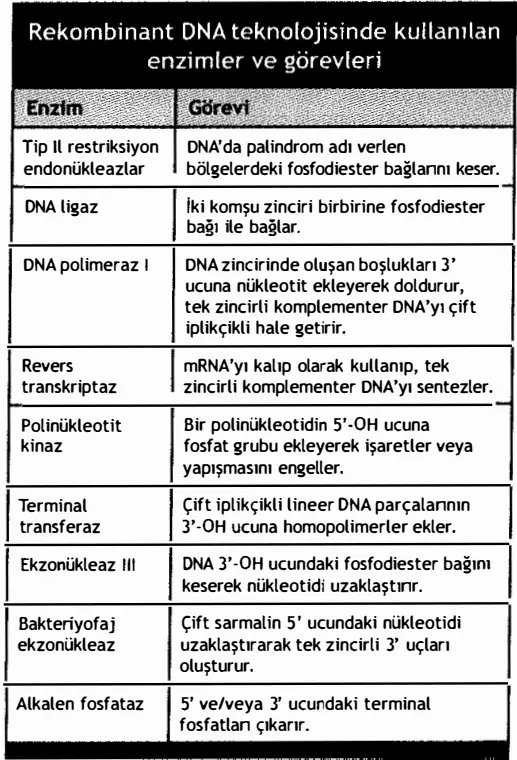 Rekombinant DNA teknolojisinde kullanılan
enzimler ve görevleri
Enzim Görevi
Tip II restriksiyon DNA’da palindrom adı verlen
endonükleazlar bölgelerdeki fosfodiester bağlarını keser.
DNA ligaz İki komşu zinciri birbirine fosfodiester
bağı ile bağlar.
DNA polimeraz I DNA zincirinde oluşan boşlukları 3’
ucuna nükleotit ekleyerek doldurur,
tek zincirli komplementer DNA’yı çift
iplikçikli hale getirir.
Revers mRNA’yı kalıp olarak kullanıp, tek
transkriptaz zincirli komplementer DNA’yı sentezler.
Polinükleotit Bir polinükleotidin 5’-OH ucuna
kinaz fosfat grubu ekleyerek işaretler veya
yapışmasını engeller.
Terminal Çift iplikçikli lineer DNA parçalarının
transferaz 3’-OH ucuna homopolimerler ekler.
Ekzonükleaz III DNA 3’-OH ucundaki fosfodiester bağını
keserek nükleotidi uzaklaştırır.
Bakteriyofaj Çift sarmalin 5’ ucundaki nükleotidi
ekzonükleaz uzaklaştırarak tek zincirli 3’ uçları
oluşturur.
Alkalen fosfataz 5’ ve/veya 3’ ucundaki terminal
fosfatları çıkarır.